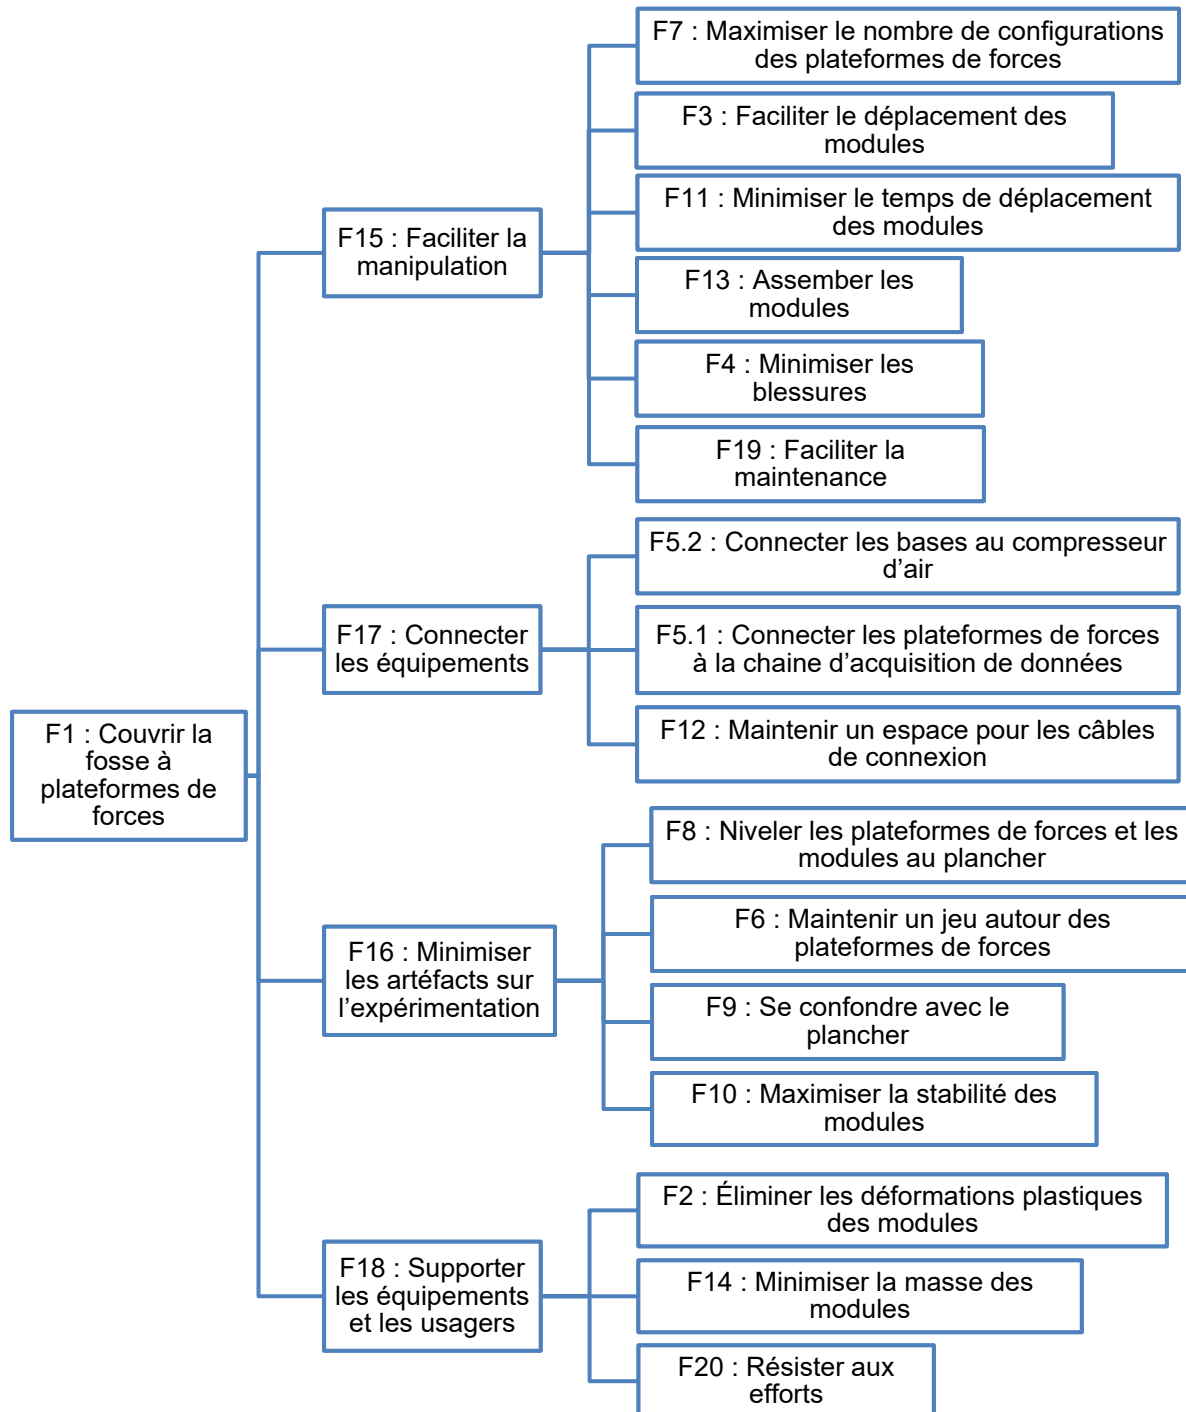 F7 : Maximiser le nombre de configurations
des plateformes de forces
F3 : Faciliter le déplacement des
modules
F11 : Minimiser le temps de déplacement
des modules
F15 : Faciliter la
manipulation
F13 : Assember les
modules
F4 : Minimiser les
blessures
F19 : Faciliter la
maintenance
F5.2 : Connecter les bases au compresseur
d’air
F17 : Connecter
les équipements
F5.1 : Connecter les plateformes de forces
à la chaine d’acquisition de données
F12 : Maintenir un espace pour les câbles
de connexion
F1 : Couvrir la
fosse à
plateformes de
forces
F8 : Niveler les plateformes de forces et les
modules au plancher
F6 : Maintenir un jeu autour des
plateformes de forces
F16 : Minimiser
les artéfacts sur
l’expérimentation
F9 : Se confondre avec le
plancher
F10 : Maximiser la stabilité des
modules
F2 : Éliminer les déformations plastiques
des modules
F18 : Supporter
les équipements
et les usagers
F14 : Minimiser la masse des
modules
F20 : Résister aux
efforts